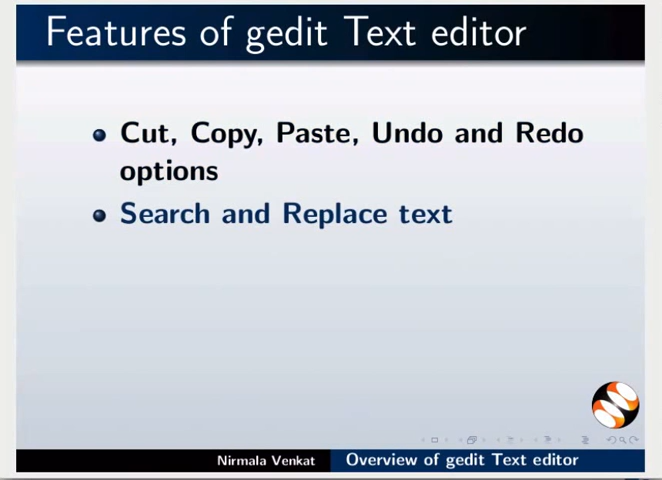 Features of gedit Text editor
Cut, Copy, Paste, Undo and Redo
options
Search and Replace text
Nirmala Venkat
Overview of gedit Text editor